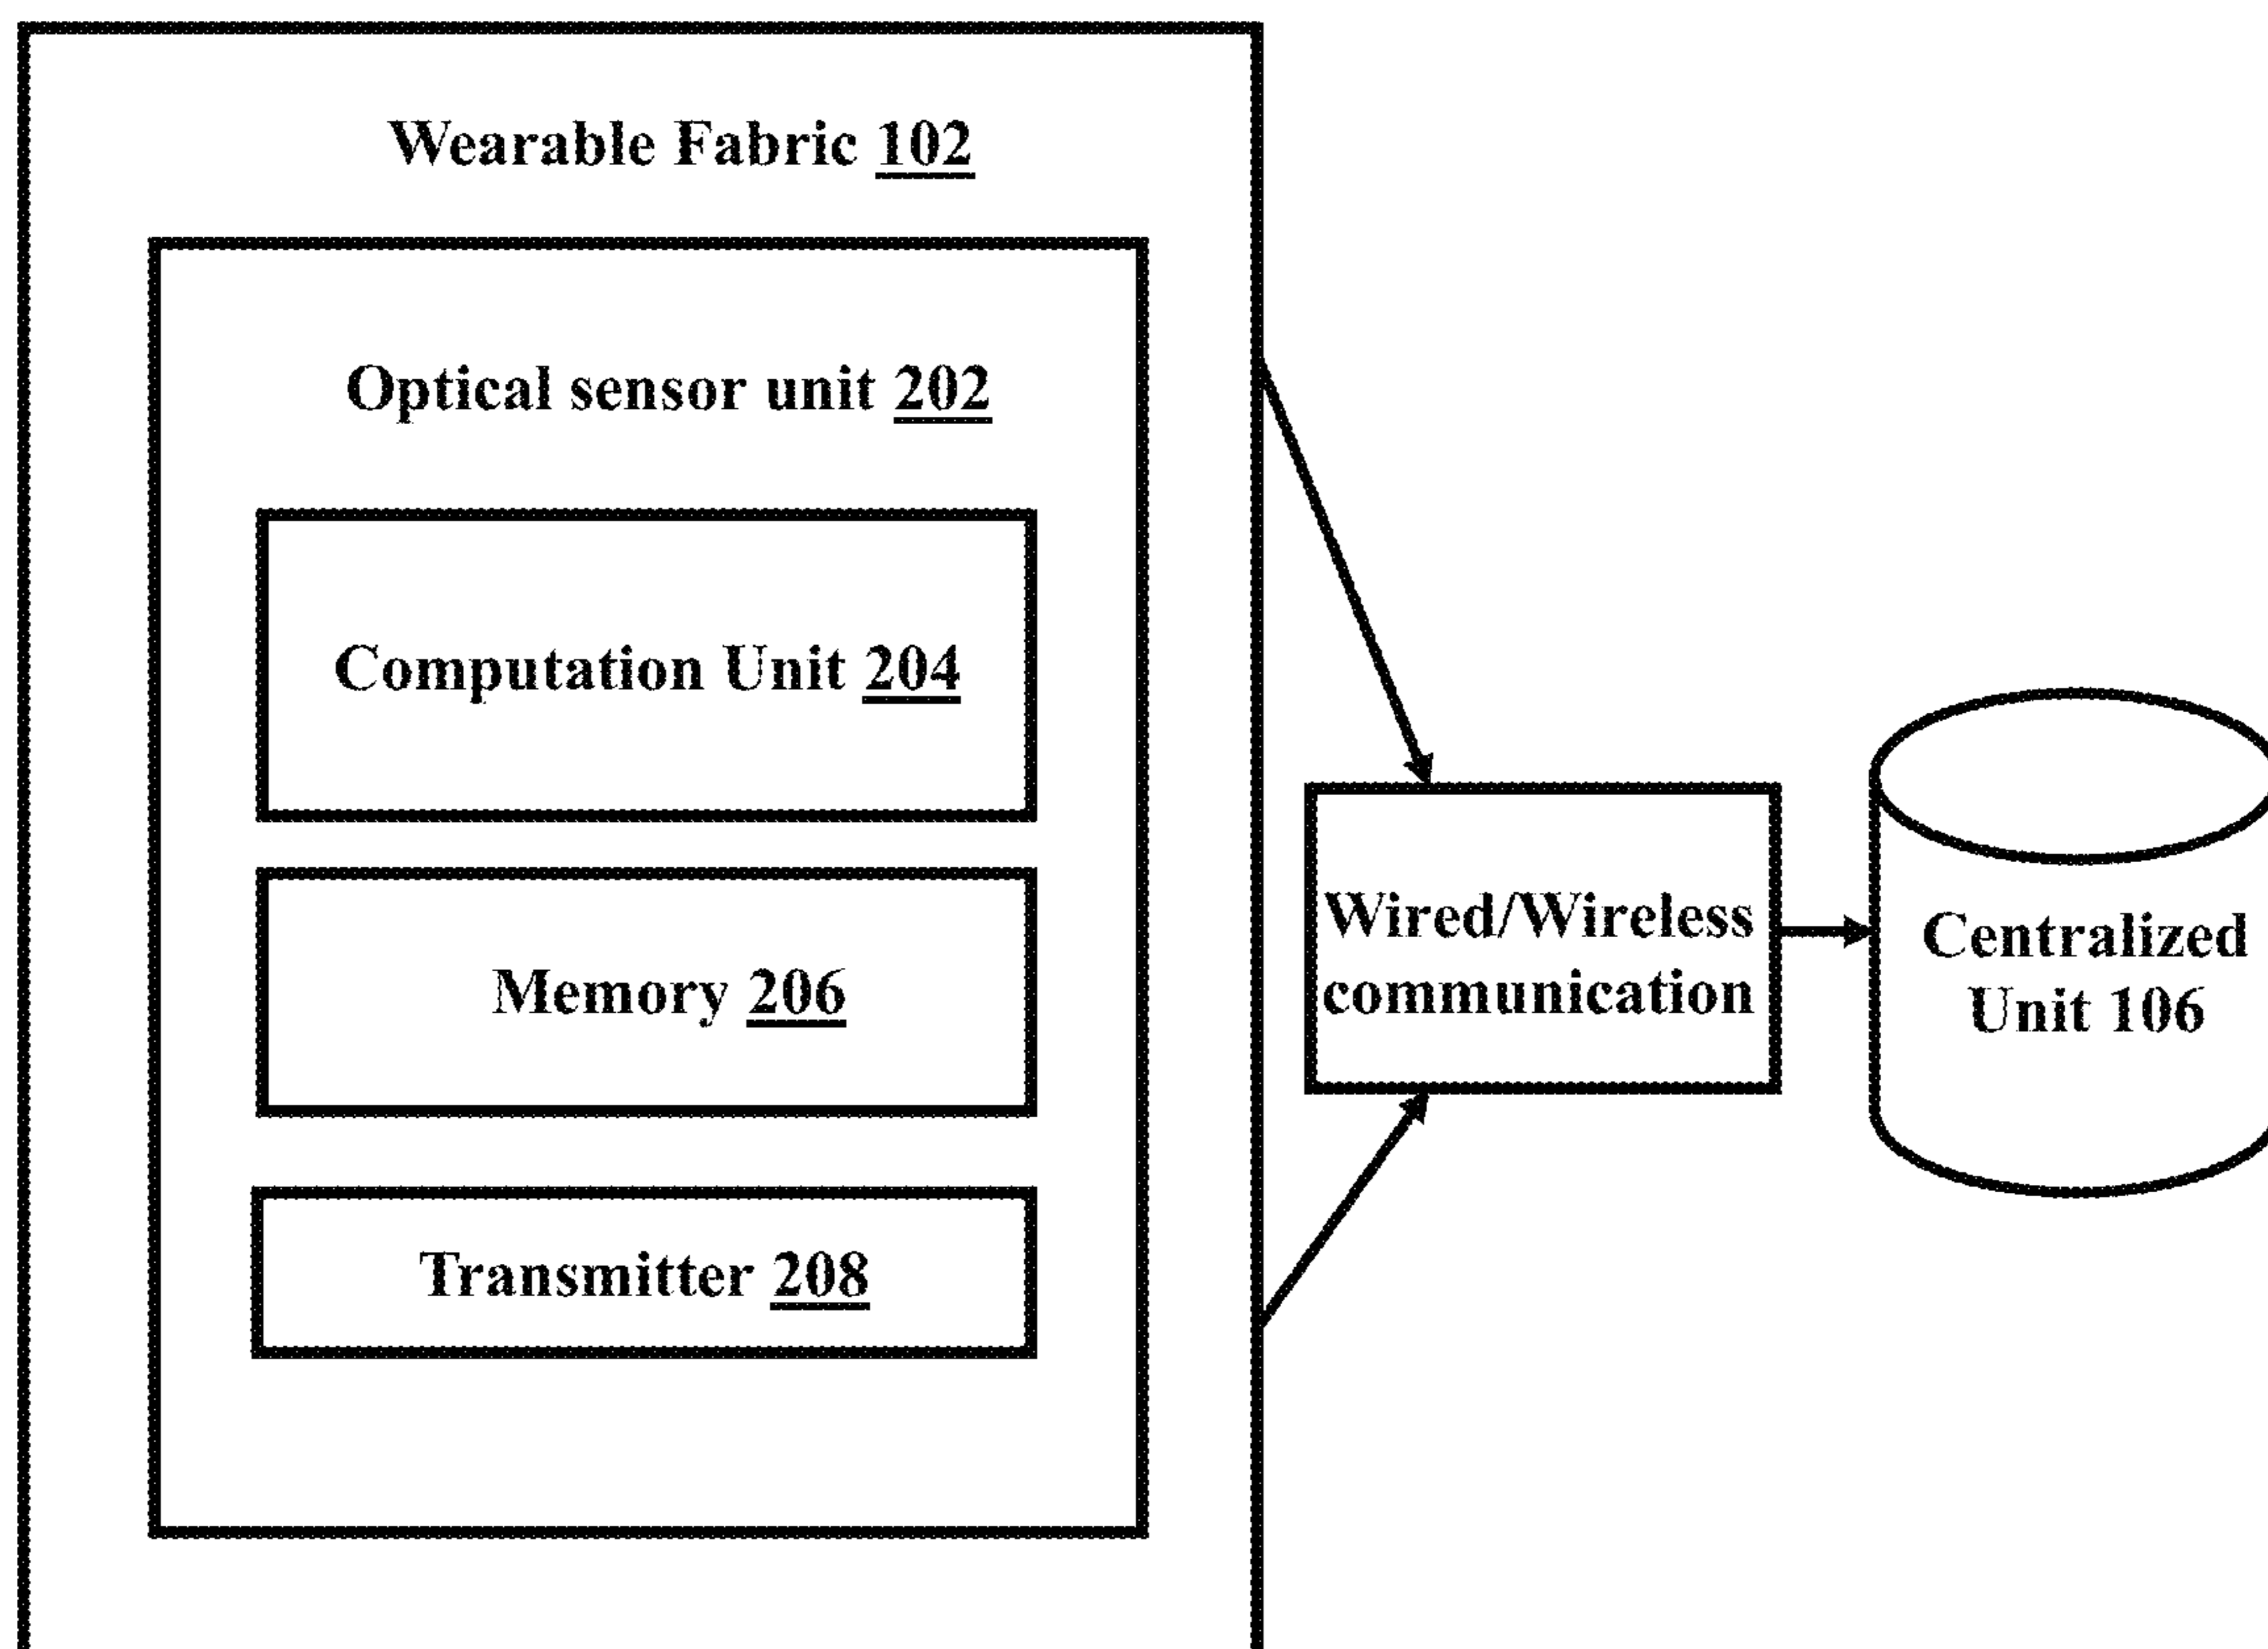 Wearable Fabric 102
Optical sensor unit 202
Computation Unit 204
Memory 206
Transmitter 208
Wired/Wireless
communication
Centralized
Unit 106